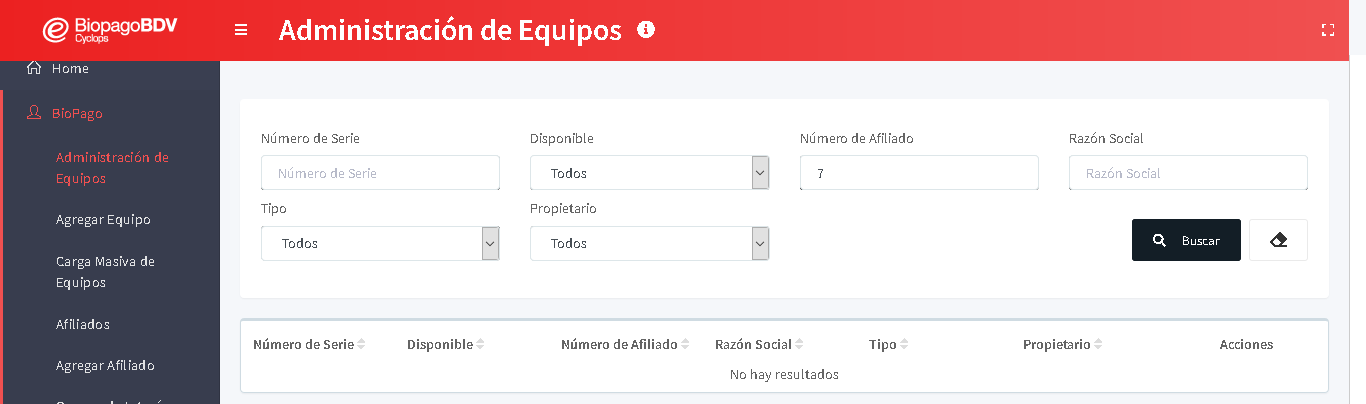 BiopagoBDV
Cyclops
Administración de Equipos
Home
BioPago
Administración de
Equipos
Agregar Equipo
Carga Masiva de
Equipos
Afiliados
Agregar Afiliado
Número de Serie
Disponible
Número de Afiliado
Razón Social
Número de Serie
Todos
7
Razón Social
Tipo
Propietario
Todos
Todos
Buscar
Número de Serie
Disponible
Número de Afiliado
Razón Social
Tipo
Propietario
Acciones
No hay resultados